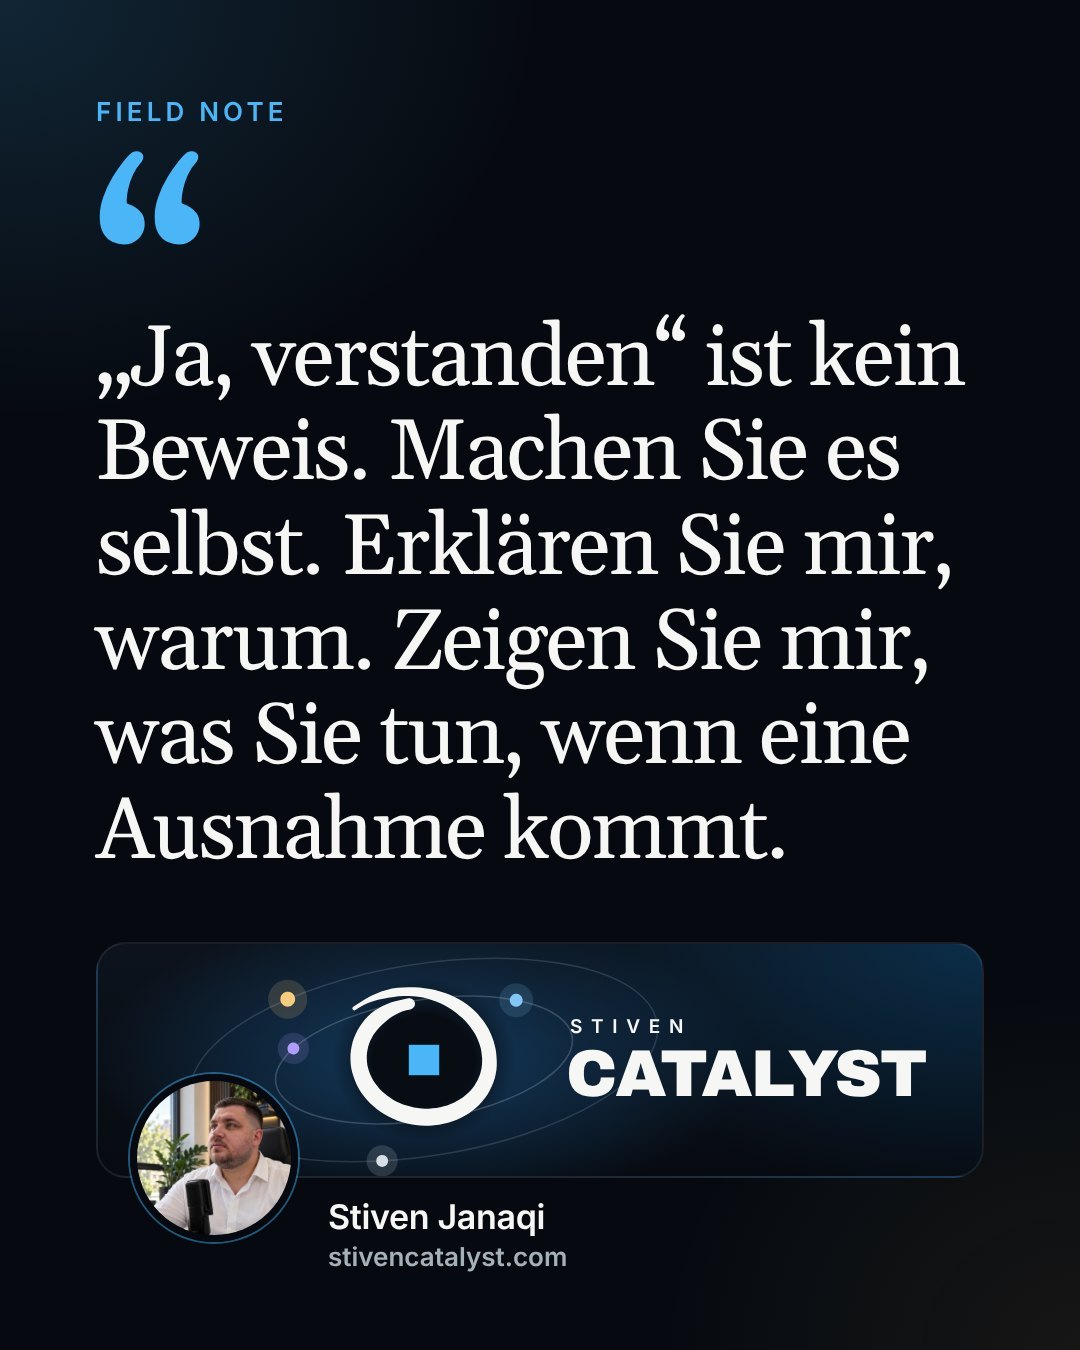 FIELD NOTE
“
„Ja, verstanden“ ist kein
Beweis. Machen Sie es
selbst. Erklären Sie mir,
warum. Zeigen Sie mir,
was Sie tun, wenn eine
Ausnahme kommt.
STIVEN
CATALYST
Stiven Janaqi
stivencatalyst.com